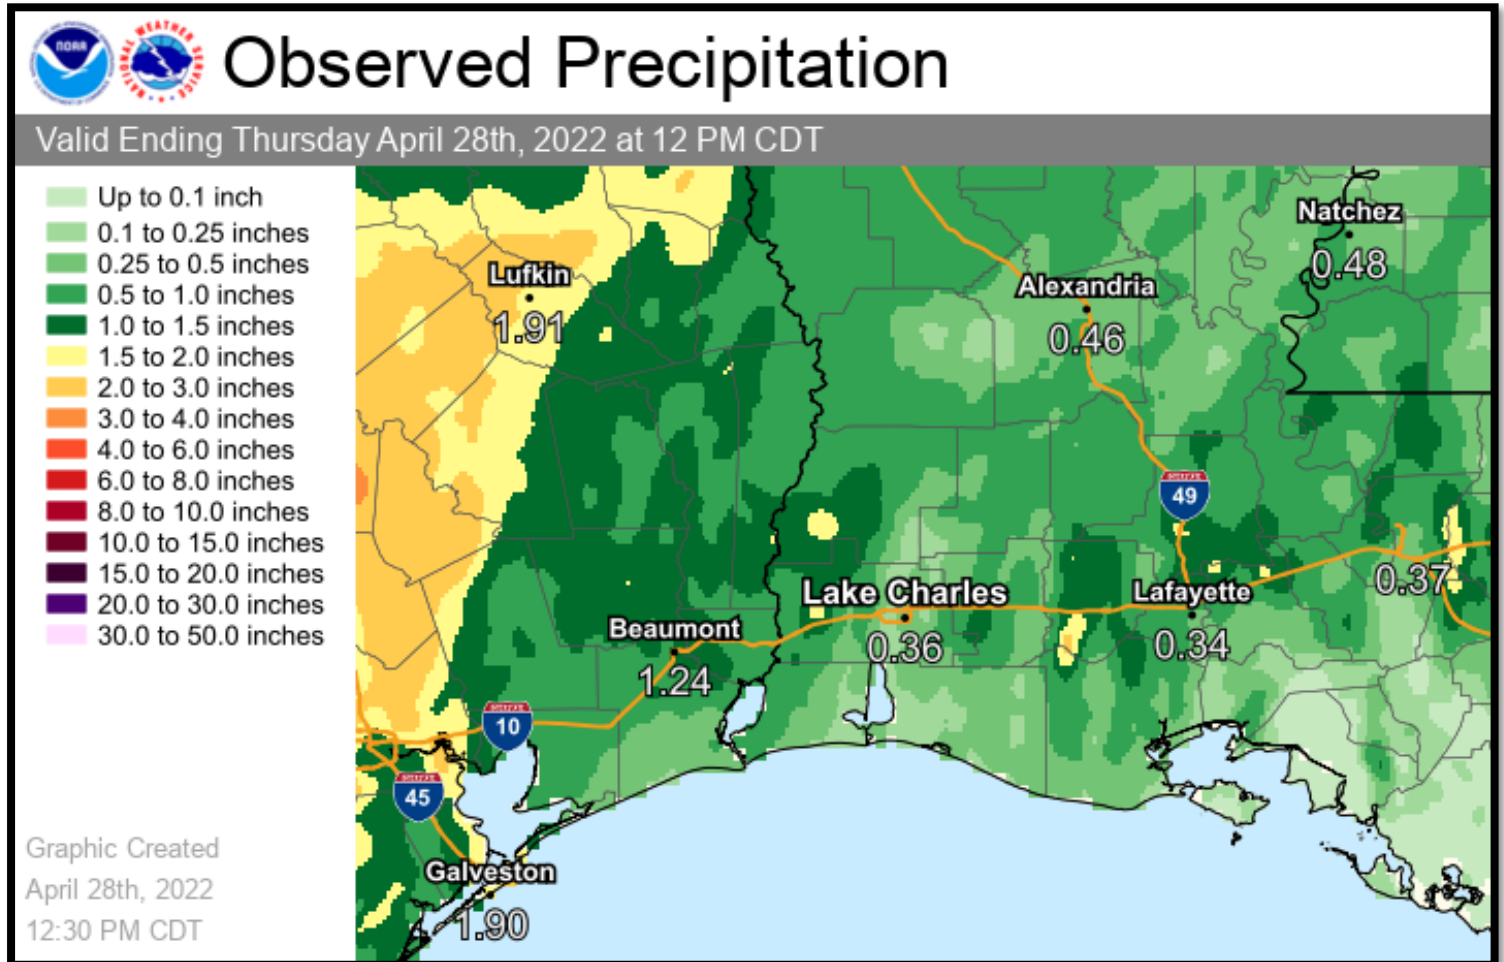 NOAA
NATIONAL WEATHER SERVICE
Observed Precipitation
Valid Ending Thursday April 28th, 2022 at 12 PM CDT
Up to 0.1 inch
0.1 to 0.25 inches
0.25 to 0.5 inches
0.5 to 1.0 inches
1.0 to 1.5 inches
1.5 to 2.0 inches
2.0 to 3.0 inches
3.0 to 4.0 inches
4.0 to 6.0 inches
6.0 to 8.0 inches
8.0 to 10.0 inches
10.0 to 15.0 inches
15.0 to 20.0 inches
20.0 to 30.0 inches
30.0 to 50.0 inches
Graphic Created
April 28th, 2022
12:30 PM CDT
Natchez
0.48
Lufkin
1.91
Alexandria
0.46
49
0.37
Lake Charles
0.36
Lafayette
0.34
Beaumont
1.24
10
45
Galveston
1.90